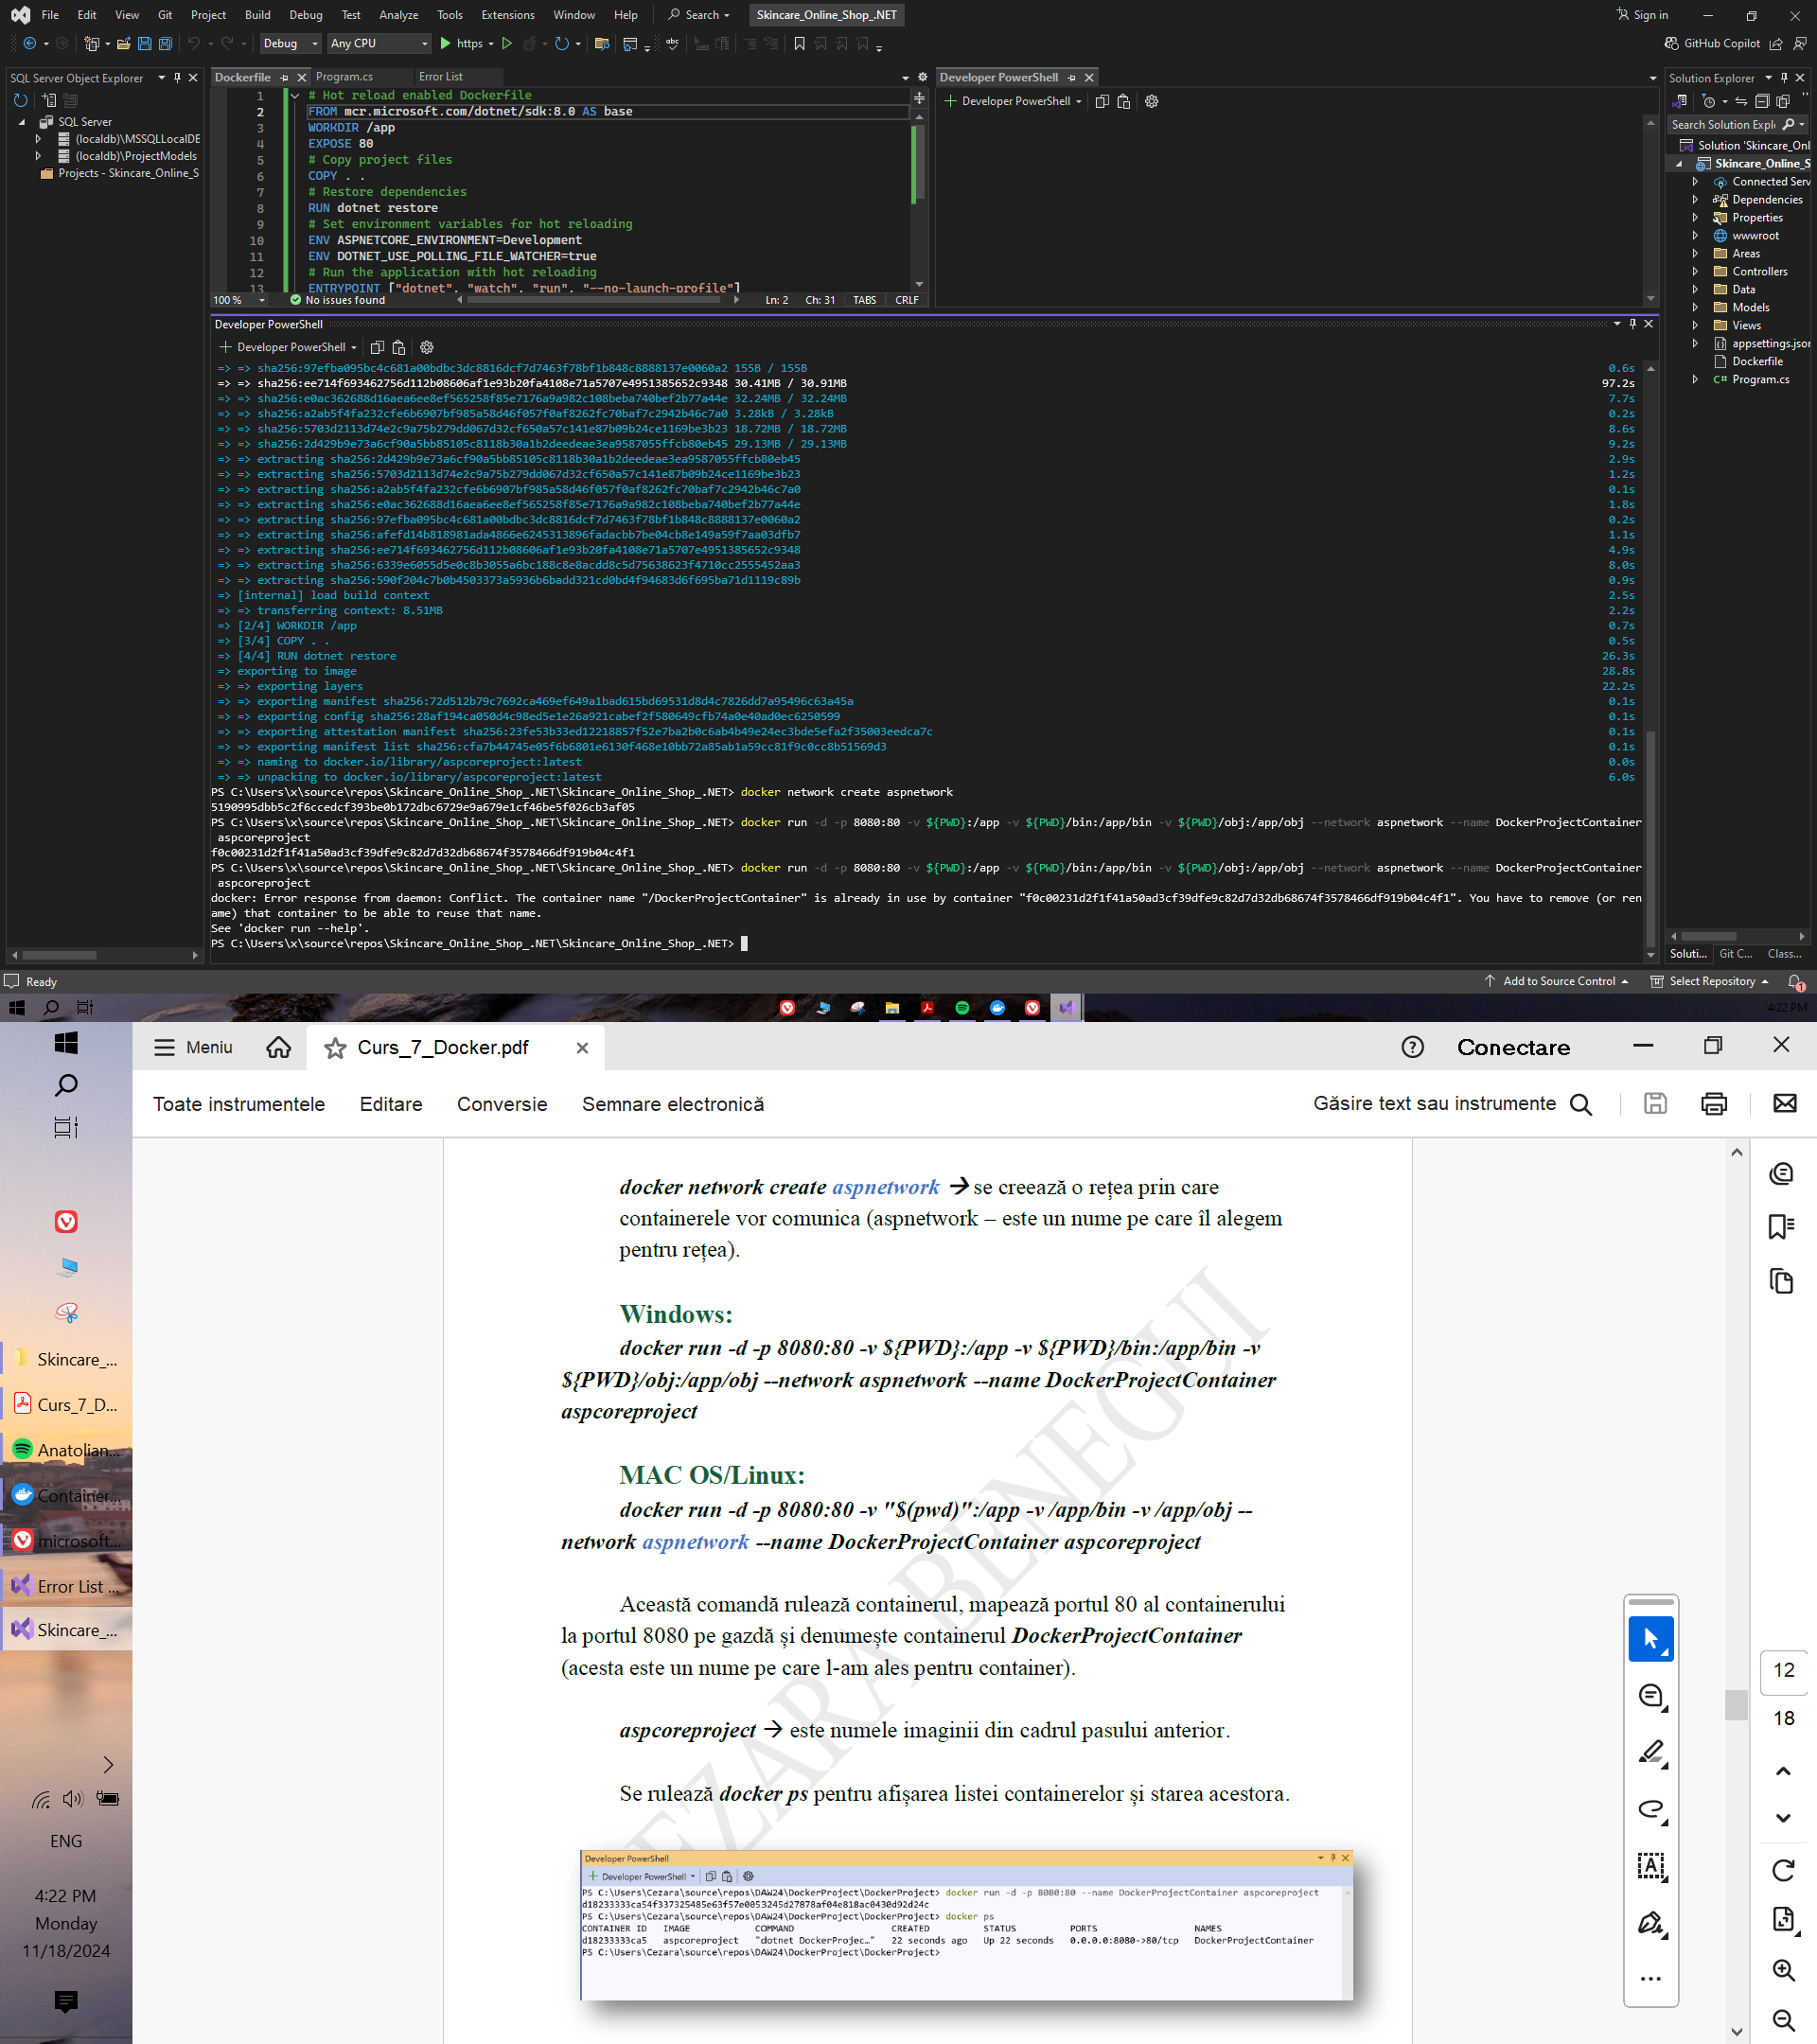 File Edit View Git Project Build Debug Test Analyze Tools Extensions Window Help Search Skincare_Online_Shop_.NET Sign in
Debug Any CPU https GitHub Copilot
SQL Server Object Explorer
SQL Server
(localdb)\MSSQLLocalDE
(localdb)\ProjectModels
Projects - Skincare_Online_S
Dockerfile Program.cs Error List
1 # Hot reload enabled Dockerfile
2 FROM mcr.microsoft.com/dotnet/sdk:8.0 AS base
3 WORKDIR /app
4 EXPOSE 80
5 # Copy project files
6 COPY . .
7 # Restore dependencies
8 RUN dotnet restore
9 # Set environment variables for hot reloading
10 ENV ASPNETCORE_ENVIRONMENT=Development
11 ENV DOTNET_USE_POLLING_FILE_WATCHER=true
12 # Run the application with hot reloading
13 ENTRYPOINT ["dotnet", "watch", "run", "--no-launch-profile"]
100 % No issues found Ln: 2 Ch: 31 TABS CRLF
Developer PowerShell
Developer PowerShell
Solution Explorer
Search Solution Expl
Solution 'Skincare_Onl
Skincare_Online_S
Connected Serv
Dependencies
Properties
wwwroot
Areas
Controllers
Data
Models
Views
appsettings.jsor
Dockerfile
C# Program.cs
Soluti... Git C... Class...
Developer PowerShell
Developer PowerShell
=> => sha256:97efba095bc4c681a00bdbc3dc8816dcf7d7463f78bf1b848c8888137e0060a2 155B / 155B 0.6s
=> => sha256:ee714f693462756d112b08606af1e93b20fa4108e71a5707e4951385652c9348 30.41MB / 30.91MB 97.2s
=> => sha256:e0ac362688d16aea6ee8ef565258f85e7176a9a982c108beba740bef2b77a44e 32.24MB / 32.24MB 7.7s
=> => sha256:a2ab5f4fa232cfe6b6907bf985a58d46f057f0af8262fc70baf7c2942b46c7a0 3.28kB / 3.28kB 0.2s
=> => sha256:5703d2113d74e2c9a75b279dd067d32cf650a57c141e87b09b24ce1169be3b23 18.72MB / 18.72MB 8.6s
=> => sha256:2d429b9e73a6cf90a5bb85105c8118b30a1b2deedeae3ea9587055ffcb80eb45 29.13MB / 29.13MB 9.2s
=> => extracting sha256:2d429b9e73a6cf90a5bb85105c8118b30a1b2deedeae3ea9587055ffcb80eb45 2.9s
=> => extracting sha256:5703d2113d74e2c9a75b279dd067d32cf650a57c141e87b09b24ce1169be3b23 1.2s
=> => extracting sha256:a2ab5f4fa232cfe6b6907bf985a58d46f057f0af8262fc70baf7c2942b46c7a0 0.1s
=> => extracting sha256:e0ac362688d16aea6ee8ef565258f85e7176a9a982c108beba740bef2b77a44e 1.8s
=> => extracting sha256:97efba095bc4c681a00bdbc3dc8816dcf7d7463f78bf1b848c8888137e0060a2 0.2s
=> => extracting sha256:afefd14b818981ada4866e6245313896fadacbb7be04cb8e149a59f7aa03dfb7 1.1s
=> => extracting sha256:ee714f693462756d112b08606af1e93b20fa4108e71a5707e4951385652c9348 4.9s
=> => extracting sha256:6339e6055d5e0c8b3055a6bc188c8e8acdd8c5d75638623f4710cc2555452aa3 8.0s
=> => extracting sha256:590f204c7b0b4503373a5936b6badd321cd0bd4f94683d6f695ba71d1119c89b 0.9s
=> [internal] load build context 2.5s
=> => transferring context: 8.51MB 2.2s
=> [2/4] WORKDIR /app 0.7s
=> [3/4] COPY . . 0.5s
=> [4/4] RUN dotnet restore 26.3s
=> exporting to image 28.8s
=> => exporting layers 22.2s
=> => exporting manifest sha256:72d512b79c7692ca469ef649a1bad615bd69531d8d4c7826dd7a95496c63a45a 0.1s
=> => exporting config sha256:28af194ca050d4c98ed5e1e26a921cabef2f580649cfb74a0e40ad0ec6250599 0.1s
=> => exporting attestation manifest sha256:23fe53b33ed12218857f52e7ba2b0c6ab4b49e24ec3bde5efa2f35003eedca7c 0.1s
=> => exporting manifest list sha256:cfa7b44745e05f6b6801e6130f468e10bb72a85ab1a59cc81f9c0cc8b51569d3 0.1s
=> => naming to docker.io/library/aspcoreproject:latest 0.0s
=> => unpacking to docker.io/library/aspcoreproject:latest 6.0s
PS C:\Users\x\source\repos\Skincare_Online_Shop_.NET\Skincare_Online_Shop_.NET> docker network create aspnetwork
5190995dbb5c2f6ccedcf393be0b172dbc6729e9a679e1cf46be5f026cb3af05
PS C:\Users\x\source\repos\Skincare_Online_Shop_.NET\Skincare_Online_Shop_.NET> docker run -d -p 8080:80 -v ${PWD}:/app -v ${PWD}/bin:/app/bin -v ${PWD}/obj:/app/obj --network aspnetwork --name DockerProjectContainer
aspcoreproject
f0c00231d2f1f41a50ad3cf39dfe9c82d7d32db68674f3578466df919b04c4f1
PS C:\Users\x\source\repos\Skincare_Online_Shop_.NET\Skincare_Online_Shop_.NET> docker run -d -p 8080:80 -v ${PWD}:/app -v ${PWD}/bin:/app/bin -v ${PWD}/obj:/app/obj --network aspnetwork --name DockerProjectContainer
aspcoreproject
docker: Error response from daemon: Conflict. The container name "/DockerProjectContainer" is already in use by container "f0c00231d2f1f41a50ad3cf39dfe9c82d7d32db68674f3578466df919b04c4f1". You have to remove (or ren
ame) that container to be able to reuse that name.
See 'docker run --help'.
PS C:\Users\x\source\repos\Skincare_Online_Shop_.NET\Skincare_Online_Shop_.NET>
Ready Add to Source Control Select Repository 1
4:22 PM
Meniu Curs_7_Docker.pdf Conectare
Toate instrumentele Editare Conversie Semnare electronică Găsire text sau instrumente
docker network create aspnetwork → se creează o rețea prin care
containerele vor comunica (aspnetwork – este un nume pe care îl alegem
pentru rețea).
Windows:
docker run -d -p 8080:80 -v ${PWD}:/app -v ${PWD}/bin:/app/bin -v
${PWD}/obj:/app/obj --network aspnetwork --name DockerProjectContainer
aspcoreproject
MAC OS/Linux:
docker run -d -p 8080:80 -v "$(pwd)":/app -v /app/bin -v /app/obj --
network aspnetwork --name DockerProjectContainer aspcoreproject
Această comandă rulează containerul, mapează portul 80 al containerului
la portul 8080 pe gazdă și denumește containerul DockerProjectContainer
(acesta este un nume pe care l-am ales pentru container).
aspcoreproject → este numele imaginii din cadrul pasului anterior.
Se rulează docker ps pentru afișarea listei containerelor și starea acestora.
EZARA BENEGUI
Developer PowerShell
Developer PowerShell
PS C:\Users\Cezara\source\repos\DAW24\DockerProject\DockerProject> docker run -d -p 8080:80 --name DockerProjectContainer aspcoreproject
d18233333ca54f337325485e63f57e0053245d27878af04e818ac0430d92d24c
PS C:\Users\Cezara\source\repos\DAW24\DockerProject\DockerProject> docker ps
CONTAINER ID IMAGE COMMAND CREATED STATUS PORTS NAMES
d18233333ca5 aspcoreproject "dotnet DockerProjec…" 22 seconds ago Up 22 seconds 0.0.0.0:8080->80/tcp DockerProjectContainer
PS C:\Users\Cezara\source\repos\DAW24\DockerProject\DockerProject>
12
18
Skincare_...
Curs_7_D...
Anatolian...
Container...
microsoft...
Error List ...
Skincare_...
ENG
4:22 PM
Monday
11/18/2024